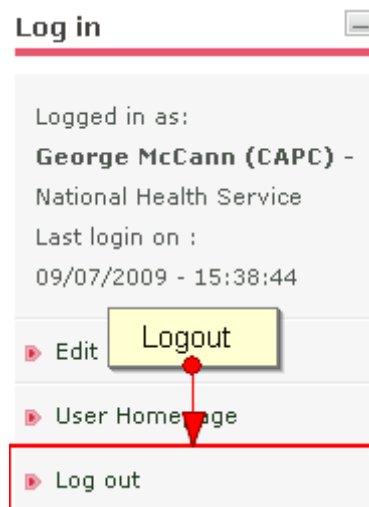 Log in
Logged in as:
George McCann (CAPC) -
National Health Service
Last login on :
09/07/2009 - 15:38:44
Edit
Logout
User Homepage
Log out